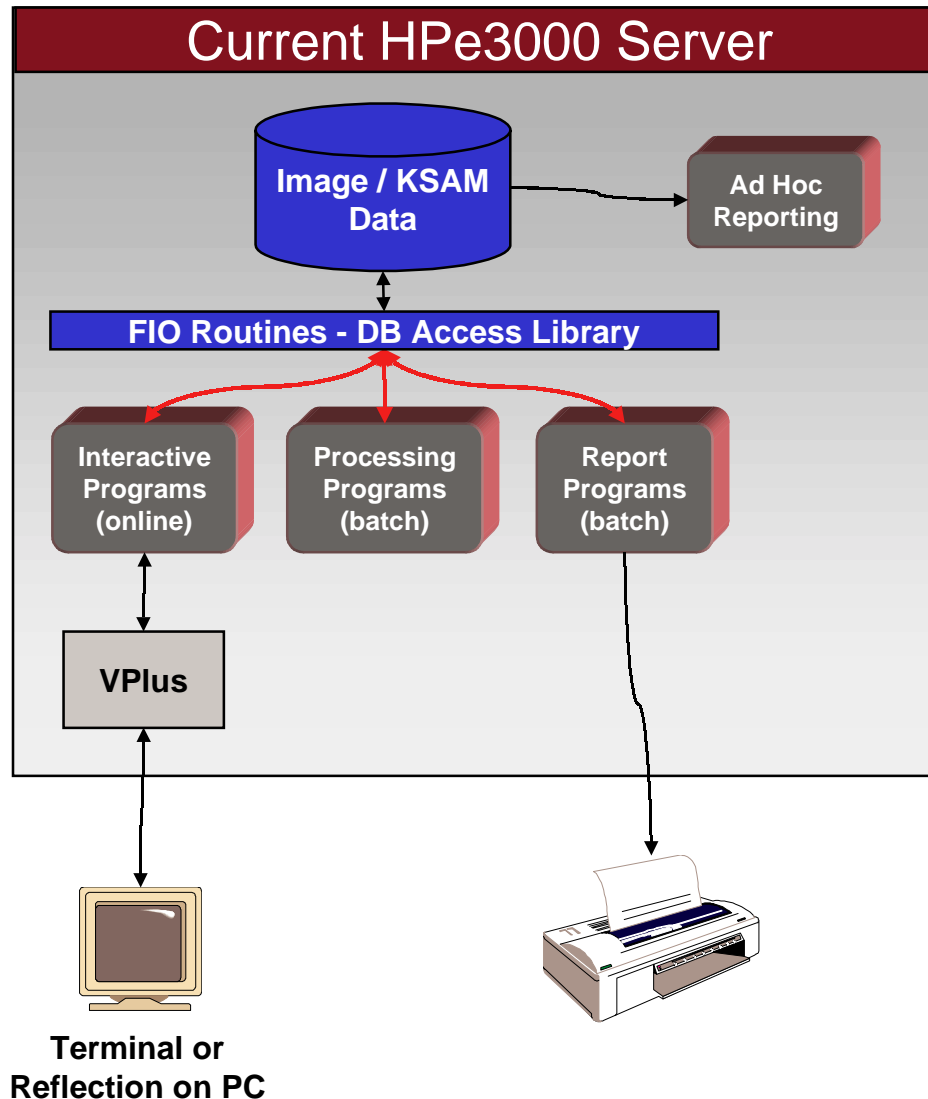 Current HPe3000 Server
Image / KSAM
Data
Ad Hoc
Reporting
FIO Routines - DB Access Library
Interactive
Programs
(online)
Processing
Programs
(batch)
Report
Programs
(batch)
VPlus
Terminal or
Reflection on PC